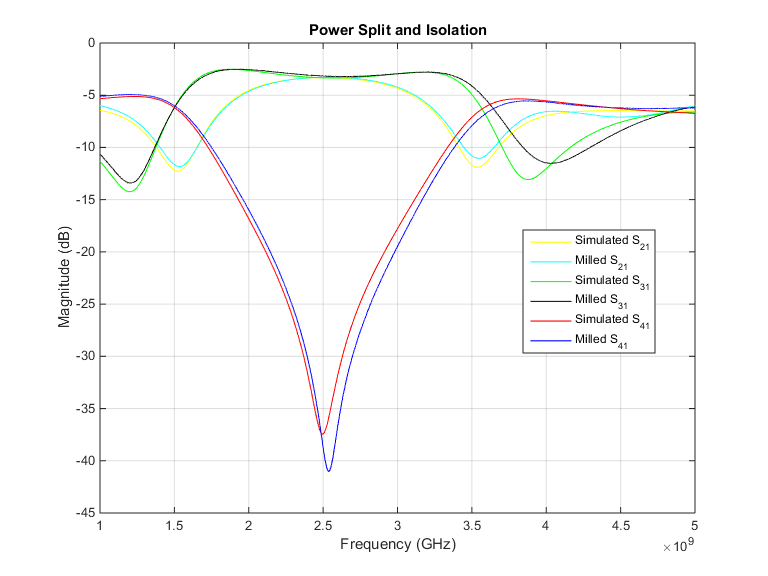 Power Split and Isolation
Magnitude (dB)
0
-5
-10
-15
-20
-25
-30
-35
-40
-45
Simulated S21
Milled S21
Simulated S31
Milled S31
Simulated S41
Milled S41
1 1.5 2 2.5 3 3.5 4 4.5 5
Frequency (GHz)
×10^9